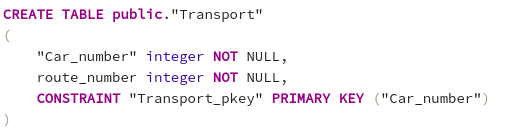 CREATE TABLE public."Transport"
(
    "Car_number" integer NOT NULL,
    route_number integer NOT NULL,
    CONSTRAINT "Transport_pkey" PRIMARY KEY ("Car_number")
)